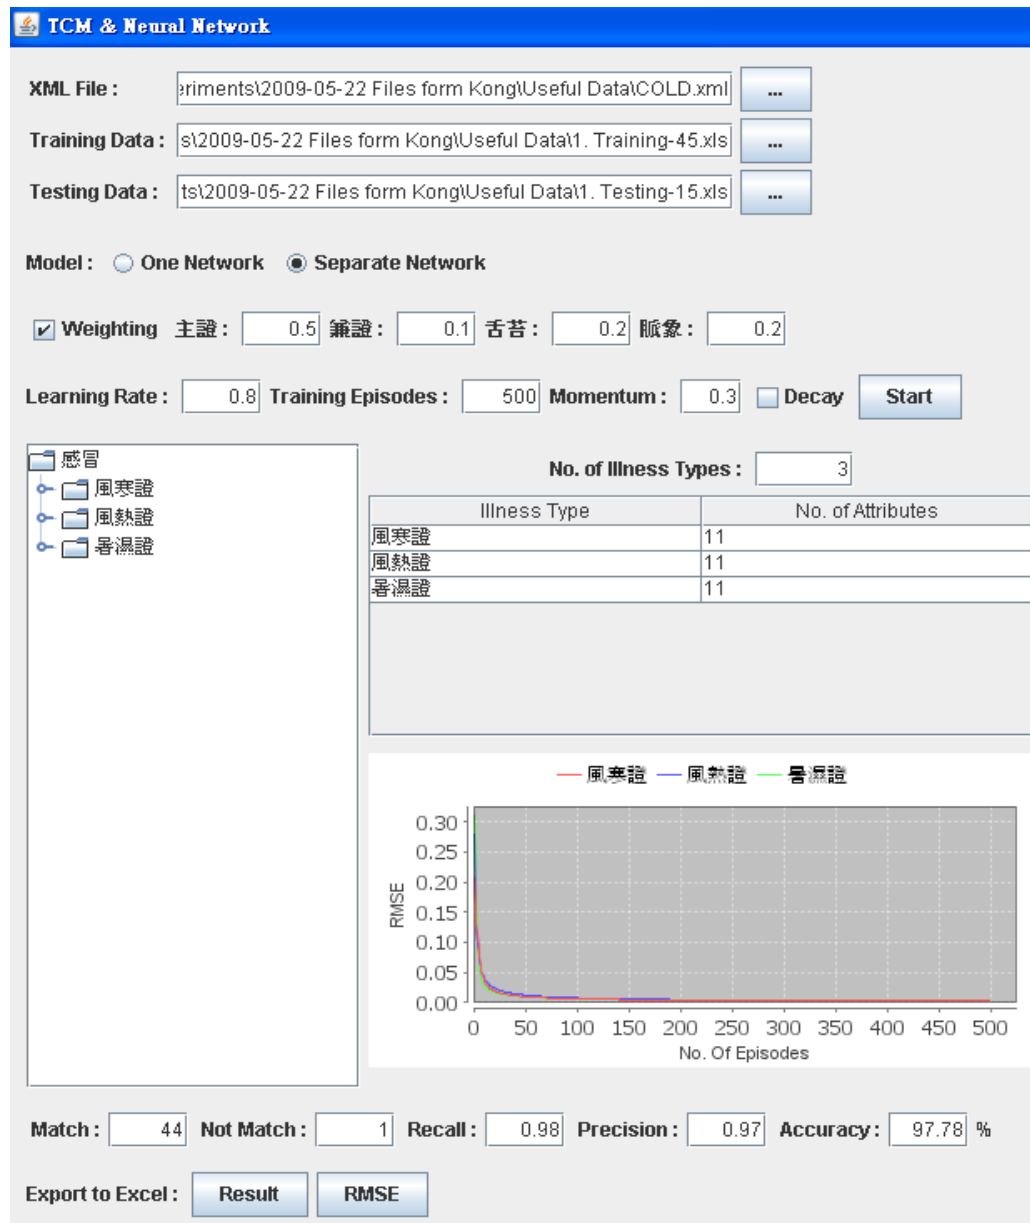 TCM & Neural Network
XML File : eriments\2009-05-22 Files form Kong\Useful Data\COLD.xml ...
Training Data : s\2009-05-22 Files form Kong\Useful Data\1. Training-45.xls ...
Testing Data : ts\2009-05-22 Files form Kong\Useful Data\1. Testing-15.xls ...
Model : One Network Separate Network
Weighting 主證 : 0.5 兼證 : 0.1 舌苔 : 0.2 脈象 : 0.2
Learning Rate : 0.8 Training Episodes : 500 Momentum : 0.3 Decay Start
感冒
風寒證
風熱證
暑濕證
No. of Illness Types : 3
Illness Type No. of Attributes
風寒證 11
風熱證 11
暑濕證 11
風寒證 風熱證 暑濕證
RMSE
0.30
0.25
0.20
0.15
0.10
0.05
0.00
0 50 100 150 200 250 300 350 400 450 500
No. Of Episodes
Match : 44 Not Match : 1 Recall : 0.98 Precision : 0.97 Accuracy : 97.78 %
Export to Excel : Result RMSE